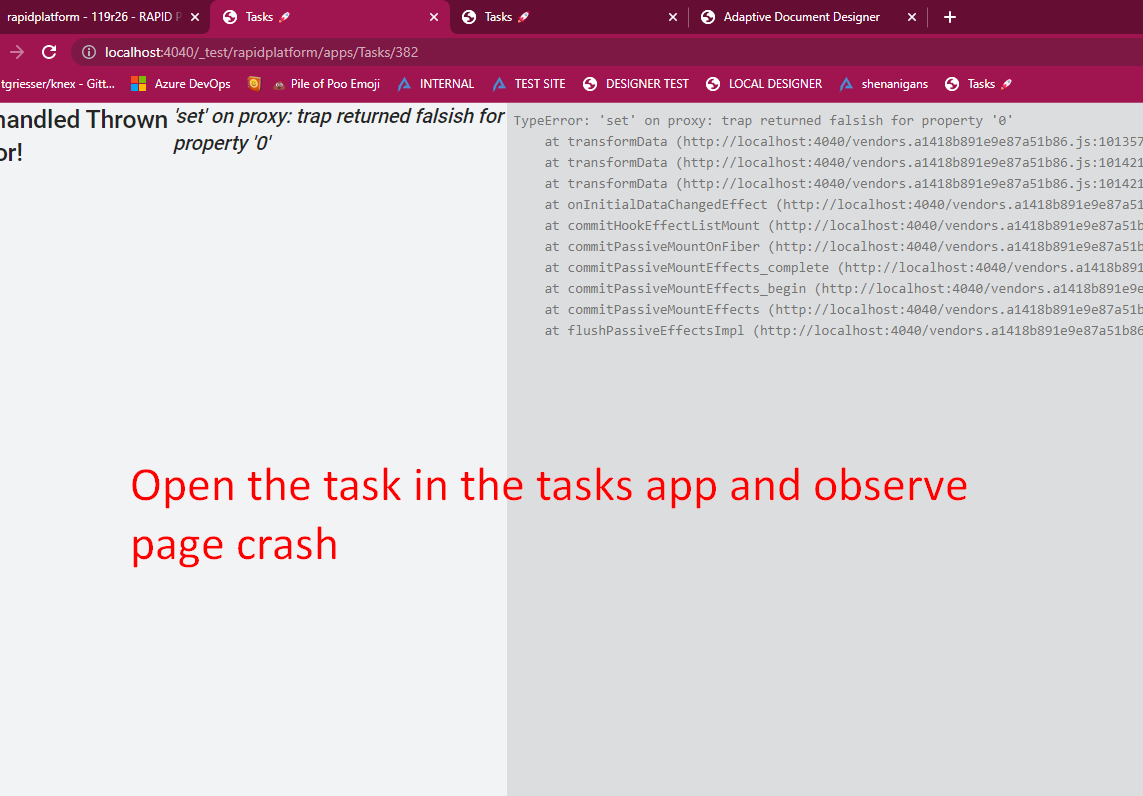 rapidplatform - 119r26 - RAPID P
Tasks 🚀
Tasks 🚀
Adaptive Document Designer
localhost:4040/_test/rapidplatform/apps/Tasks/382
tgriesser/knex - Gitt...
Azure DevOps
Pile of Poo Emoji
INTERNAL
TEST SITE
DESIGNER TEST
LOCAL DESIGNER
shenanigans
Tasks 🚀
handled Thrown
or!
'set' on proxy: trap returned falsish for
property '0'
TypeError: 'set' on proxy: trap returned falsish for property '0'
at transformData (http://localhost:4040/vendors.a1418b891e9e87a51b86.js:101357
at transformData (http://localhost:4040/vendors.a1418b891e9e87a51b86.js:101421
at transformData (http://localhost:4040/vendors.a1418b891e9e87a51b86.js:101421
at onInitialDataChangedEffect (http://localhost:4040/vendors.a1418b891e9e87a51
at commitHookEffectListMount (http://localhost:4040/vendors.a1418b891e9e87a51b
at commitPassiveMountOnFiber (http://localhost:4040/vendors.a1418b891e9e87a51b
at commitPassiveMountEffects_complete (http://localhost:4040/vendors.a1418b891
at commitPassiveMountEffects_begin (http://localhost:4040/vendors.a1418b891e9e
at commitPassiveMountEffects (http://localhost:4040/vendors.a1418b891e9e87a51b
at flushPassiveEffectsImpl (http://localhost:4040/vendors.a1418b891e9e87a51b86
Open the task in the tasks app and observe
page crash